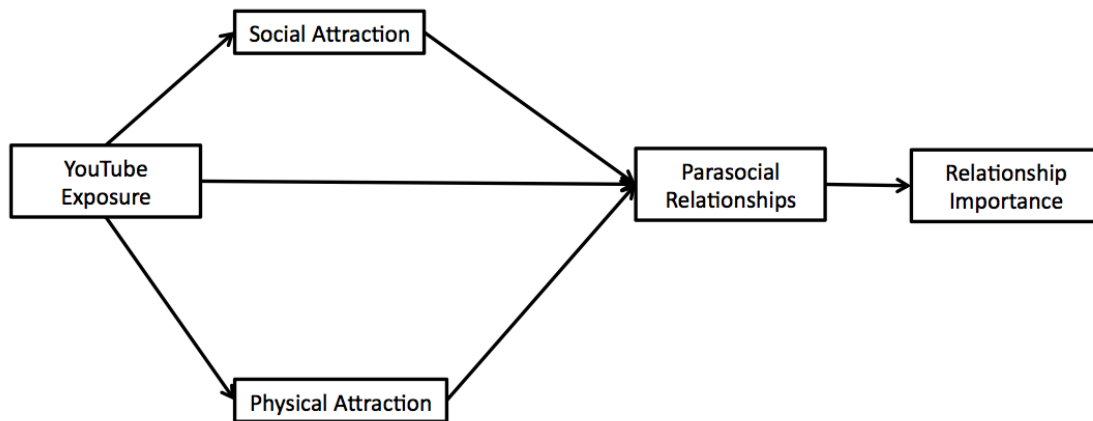 Social Attraction
YouTube
Exposure
Parasocial
Relationships
Relationship
Importance
Physical Attraction